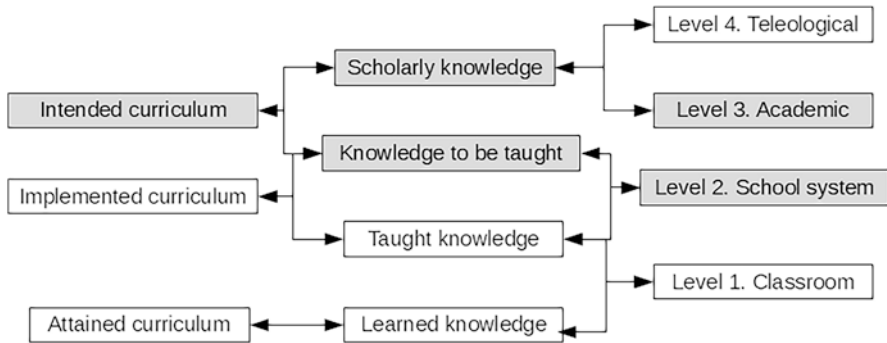 Level 4. Teleological
Scholarly knowledge
Intended curriculum
Level 3. Academic
Knowledge to be taught
Level 2. School system
Implemented curriculum
Taught knowledge
Level 1. Classroom
Attained curriculum
Learned knowledge